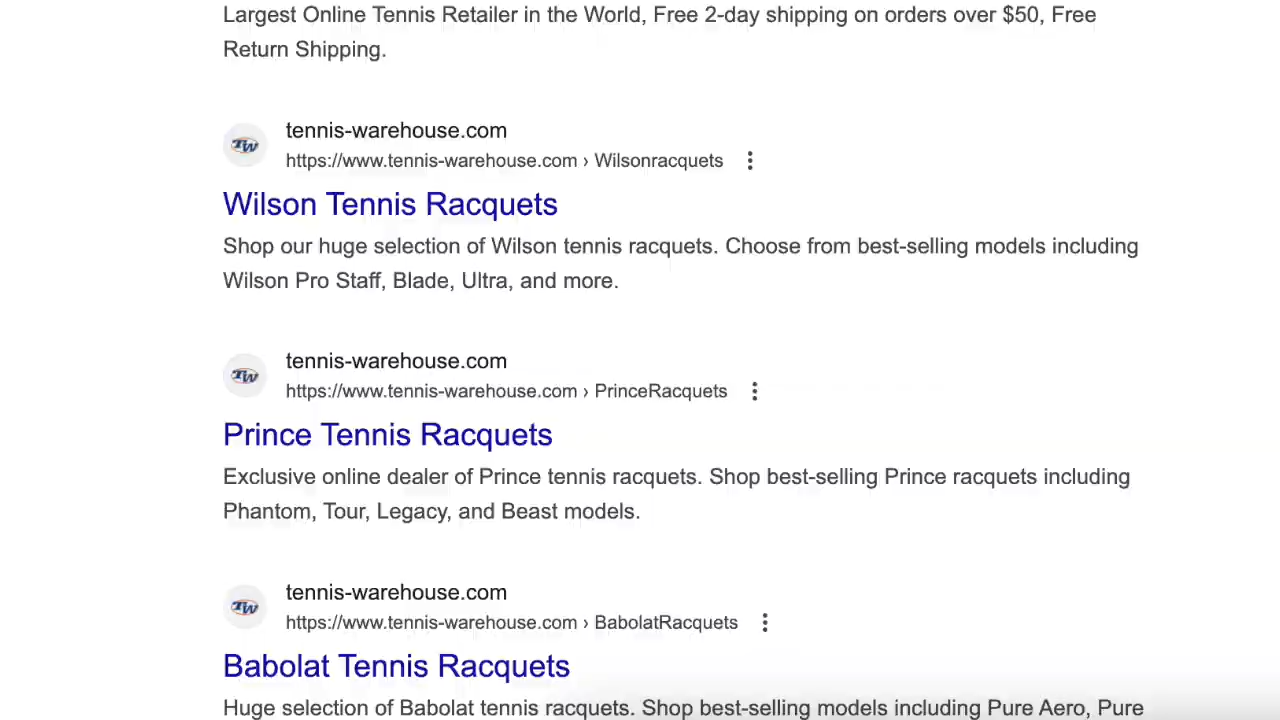 Largest Online Tennis Retailer in the World, Free 2-day shipping on orders over $50, Free
Return Shipping.
TW
tennis-warehouse.com
https://www.tennis-warehouse.com › Wilsonracquets
Wilson Tennis Racquets
Shop our huge selection of Wilson tennis racquets. Choose from best-selling models including
Wilson Pro Staff, Blade, Ultra, and more.
TW
tennis-warehouse.com
https://www.tennis-warehouse.com › PrinceRacquets
Prince Tennis Racquets
Exclusive online dealer of Prince tennis racquets. Shop best-selling Prince racquets including
Phantom, Tour, Legacy, and Beast models.
TW
tennis-warehouse.com
https://www.tennis-warehouse.com › BabolatRacquets
Babolat Tennis Racquets
Huge selection of Babolat tennis racquets. Shop best-selling models including Pure Aero, Pure